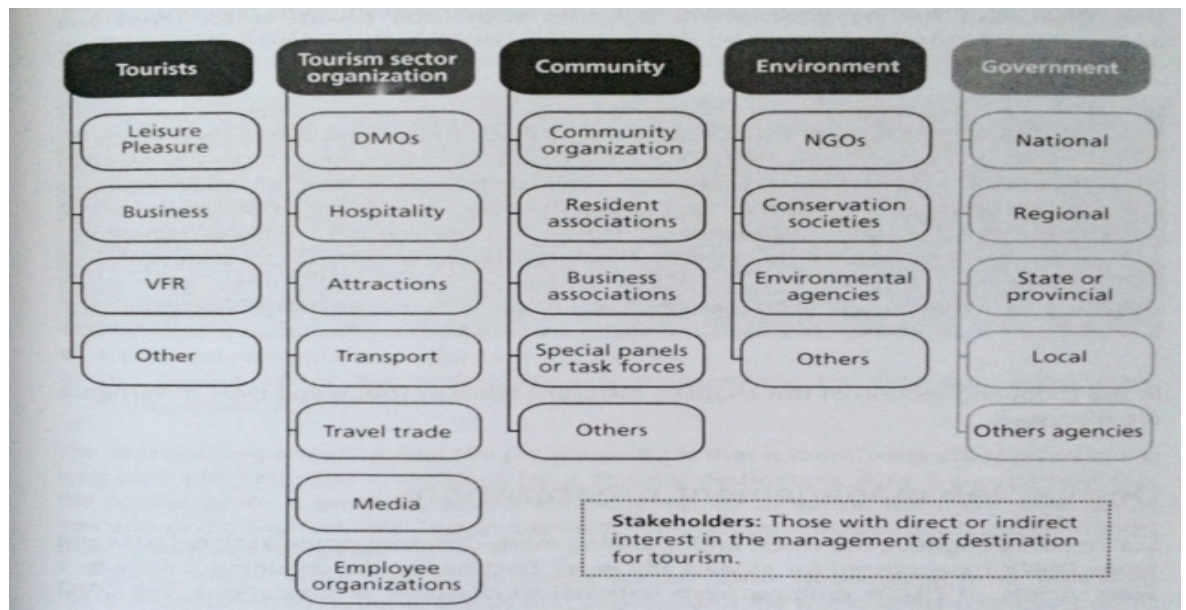 Tourists
Leisure
Pleasure
Business
VFR
Other
Tourism sector
organization
DMOs
Hospitality
Attractions
Transport
Travel trade
Media
Employee
organizations
Community
Community
organization
Resident
associations
Business
associations
Special panels
or task forces
Others
Environment
NGOs
Conservation
societies
Environmental
agencies
Others
Government
National
Regional
State or
provincial
Local
Others agencies
Stakeholders: Those with direct or indirect
interest in the management of destination
for tourism.